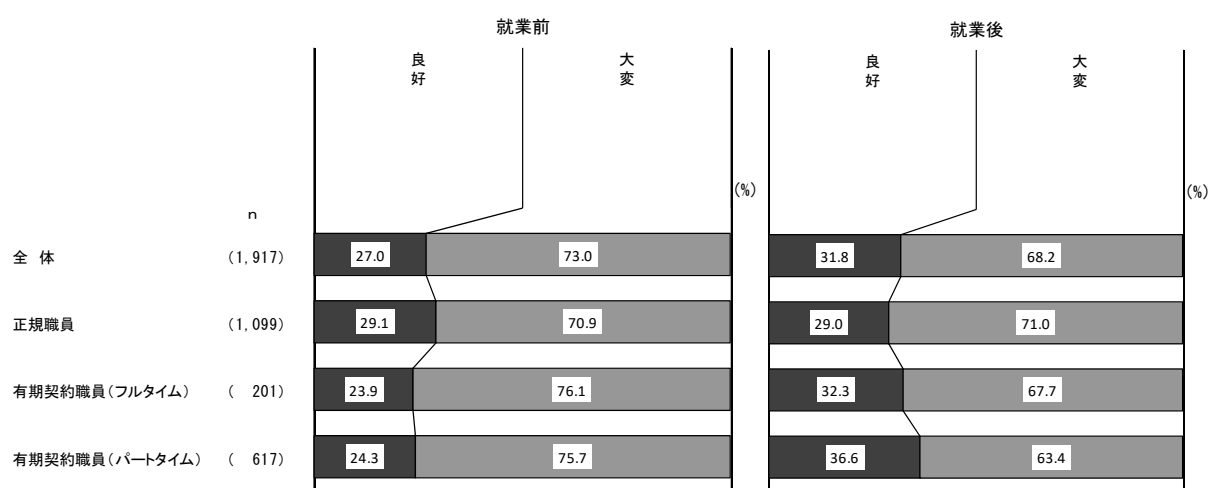 就業前 就業後
良好 大変 良好 大変
(%) (%)
n
全 体 (1,917) 27.0 73.0 31.8 68.2
正規職員 (1,099) 29.1 70.9 29.0 71.0
有期契約職員(フルタイム) ( 201) 23.9 76.1 32.3 67.7
有期契約職員(パートタイム) ( 617) 24.3 75.7 36.6 63.4